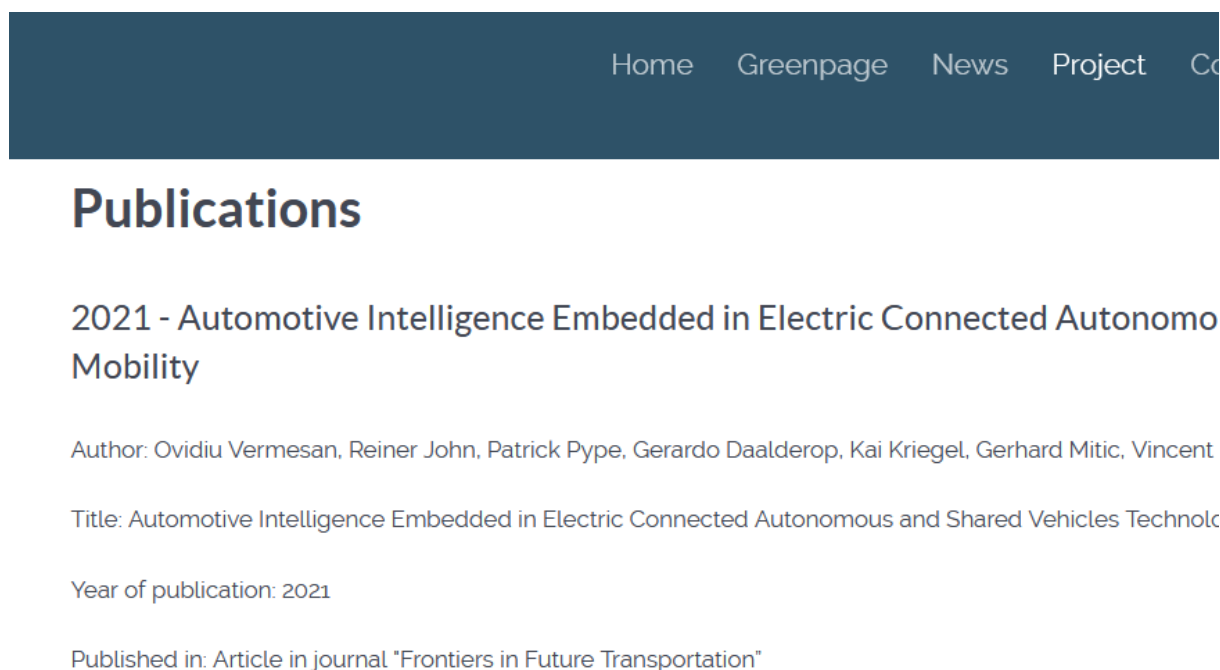 Home Greenpage News Project
Publications
2021 - Automotive Intelligence Embedded in Electric Connected
Mobility
Author: Ovidiu Vermesan, Reiner John, Patrick Pype, Gerardo Daalderop, Kai Kriegel, Gerhard Mitic, Vincent
Title: Automotive Intelligence Embedded in Electric Connected Autonomous and Shared Vehicles
Year of publication: 2021
Published in: Article in journal "Frontiers in Future Transportation"